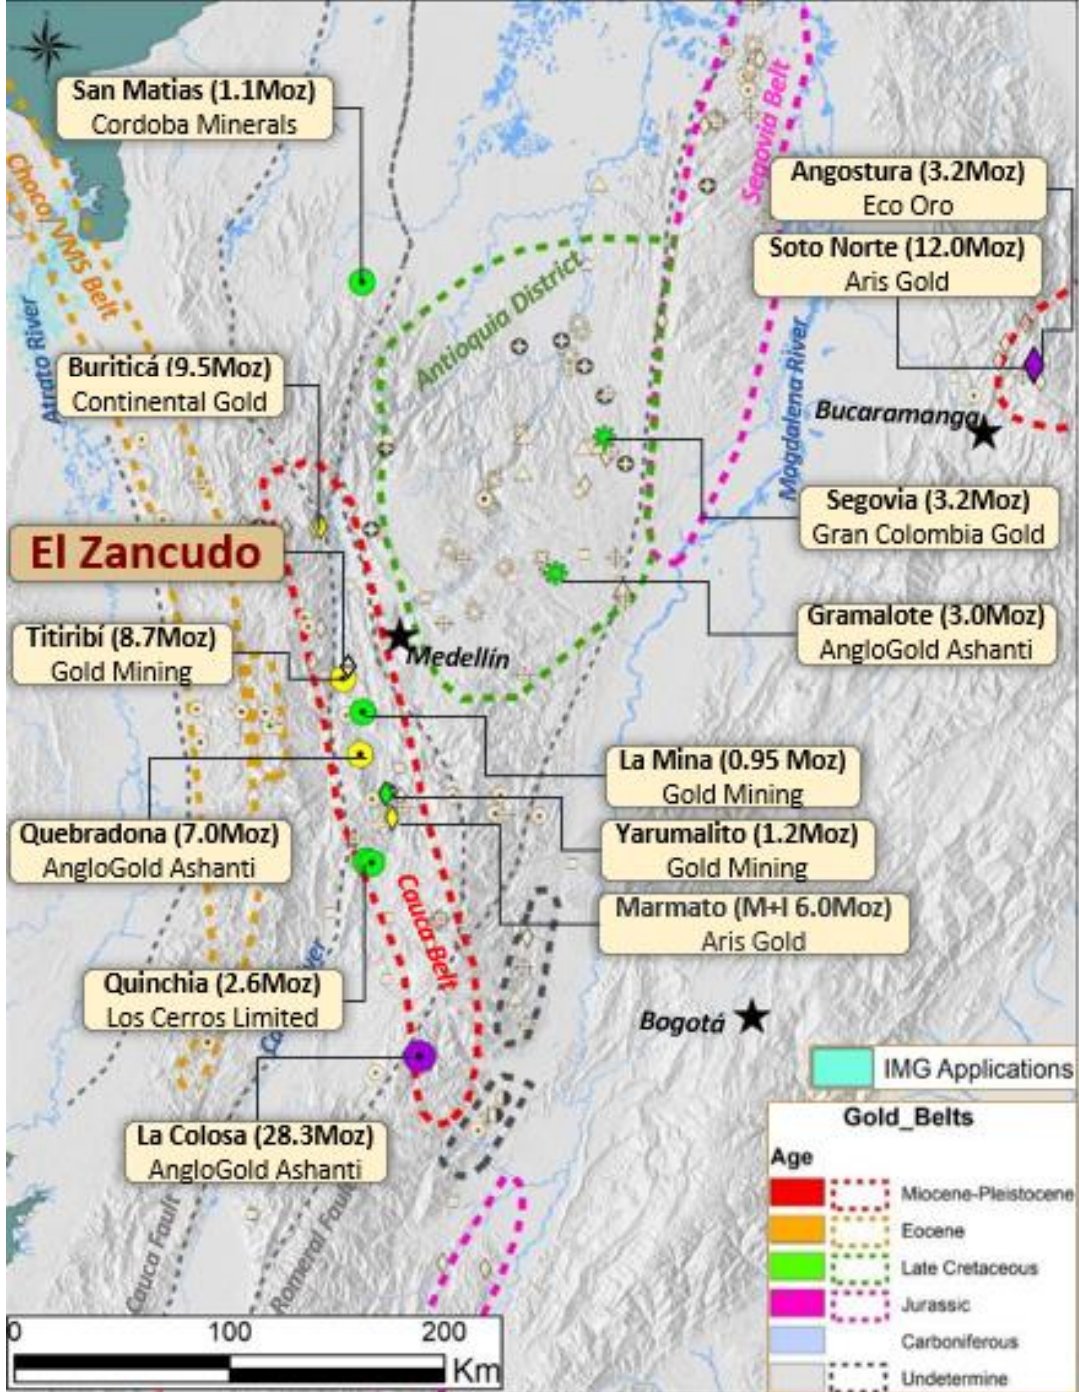 San Matias (1.1Moz)
Cordoba Minerals
Segovia Belt
Choco VMS Belt
Angostura (3.2Moz)
Eco Oro
Soto Norte (12.0Moz)
Aris Gold
Antioquia District
Atrato River
Magdalena River
Buriticá (9.5Moz)
Continental Gold
Bucaramanga
Segovia (3.2Moz)
Gran Colombia Gold
El Zancudo
Gramalote (3.0Moz)
AngloGold Ashanti
Titiribí (8.7Moz)
Gold Mining
Medellín
La Mina (0.95 Moz)
Gold Mining
Quebradona (7.0Moz)
AngloGold Ashanti
Yarumalito (1.2Moz)
Gold Mining
Marmato (M+I 6.0Moz)
Aris Gold
Cauca Belt
Quinchia (2.6Moz)
Los Cerros Limited
Bogotá
La Colosa (28.3Moz)
AngloGold Ashanti
Cauca Fault
Romeral Fault
IMG Applications
Gold_Belts
Age
Miocene-Pleistocene
Eocene
Late Cretaceous
Jurassic
Carboniferous
Undetermine
0 100 200
Km